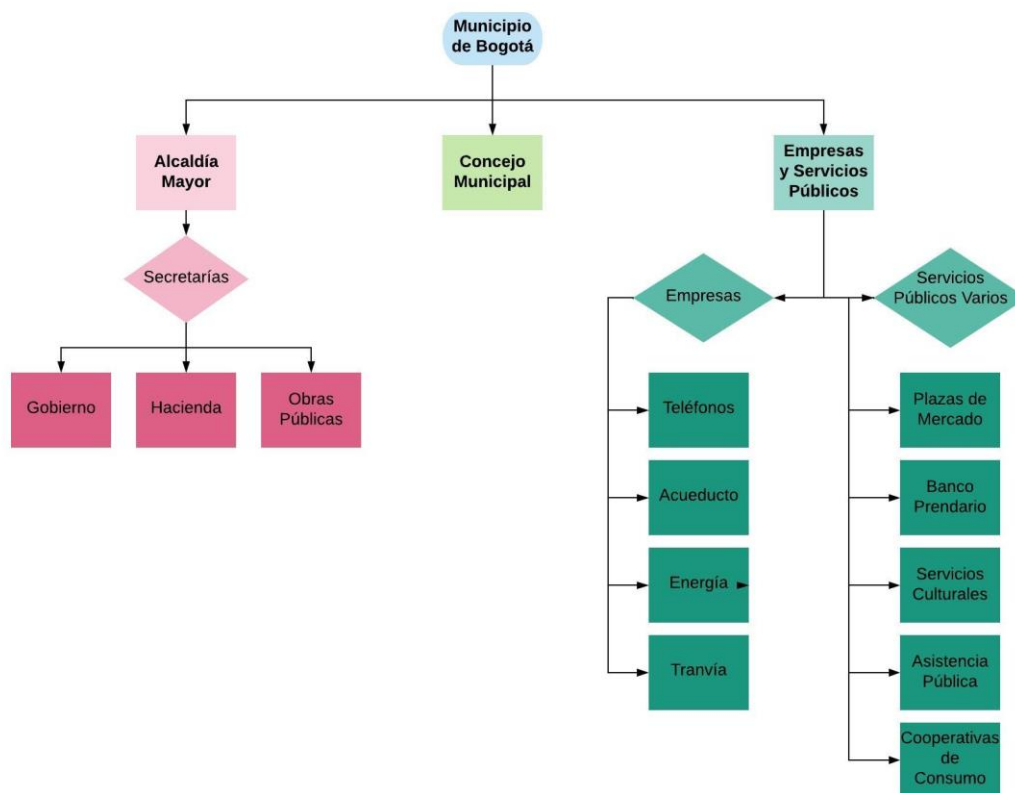 Municipio
de Bogotá
Alcaldía
Mayor
Concejo
Municipal
Empresas
y Servicios
Públicos
Secretarías
Empresas
Servicios
Públicos Varios
Gobierno
Hacienda
Obras
Públicas
Teléfonos
Acueducto
Energía
Tranvía
Plazas de
Mercado
Banco
Prendario
Servicios
Culturales
Asistencia
Pública
Cooperativas
de
Consumo